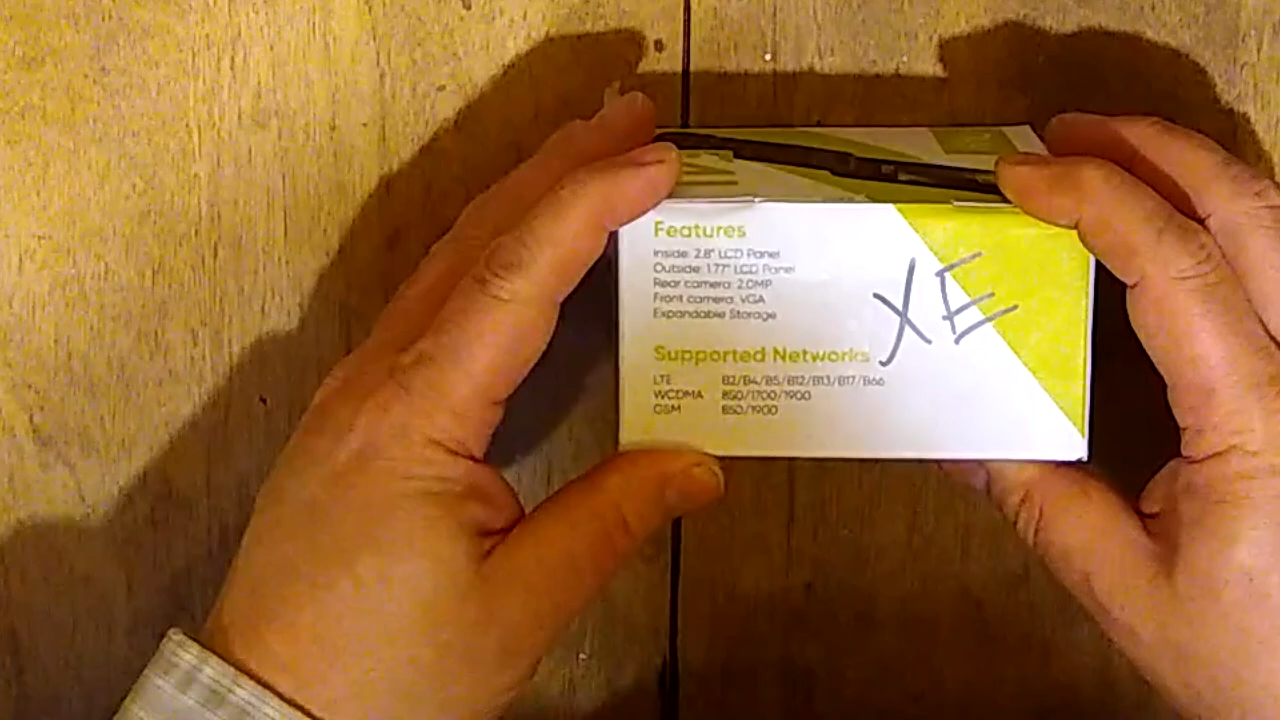 Features
Inside: 2.8" LCD Panel
Outside: 1.77" LCD Panel
Rear camera: 2.0MP
Front camera: VGA
Expandable Storage
XE
Supported Networks
LTE B2/B4/B5/B12/B13/B17/B66
WCDMA 850/1700/1900
GSM 850/1900